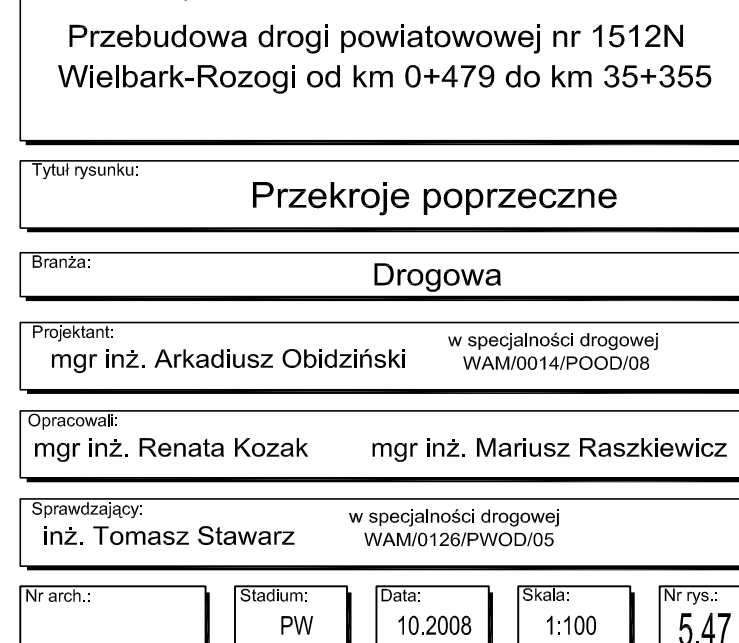 Przebudowa drogi powiatowowej nr 1512N
Wielbark-Rozogi od km 0+479 do km 35+355
Tytuł rysunku:
Przekroje poprzeczne
Branża:
Drogowa
Projektant:
mgr inż. Arkadiusz Obidziński
w specjalności drogowej
WAM/0014/POOD/08
Opracowali:
mgr inż. Renata Kozak mgr inż. Mariusz Raszkiewicz
Sprawdzający:
inż. Tomasz Stawarz
w specjalności drogowej
WAM/0126/PWOD/05
Nr arch.:
Stadium:
PW
Data:
10.2008
Skala:
1:100
Nr rys.:
5.47